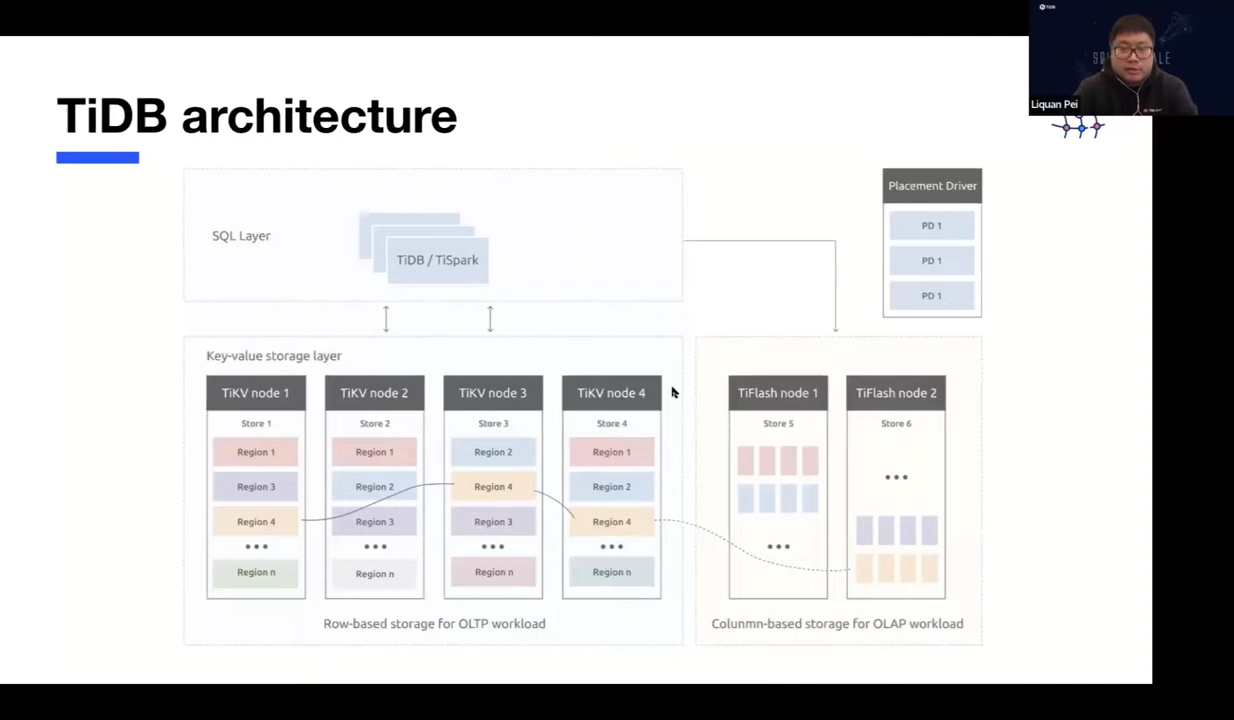 TiDB
Liquan Pei
TiDB architecture
SQL Layer
TiDB / TiSpark
Placement Driver
PD 1
PD 1
PD 1
Key-value storage layer
TiKV node 1
Store 1
Region 1
Region 3
Region 4
•••
Region n
TiKV node 2
Store 2
Region 1
Region 2
Region 3
•••
Region n
TiKV node 3
Store 3
Region 2
Region 4
Region 3
•••
Region n
TiKV node 4
Store 4
Region 1
Region 2
Region 4
•••
Region n
Row-based storage for OLTP workload
TiFlash node 1
Store 5
•••
TiFlash node 2
Store 6
•••
Colunmn-based storage for OLAP workload